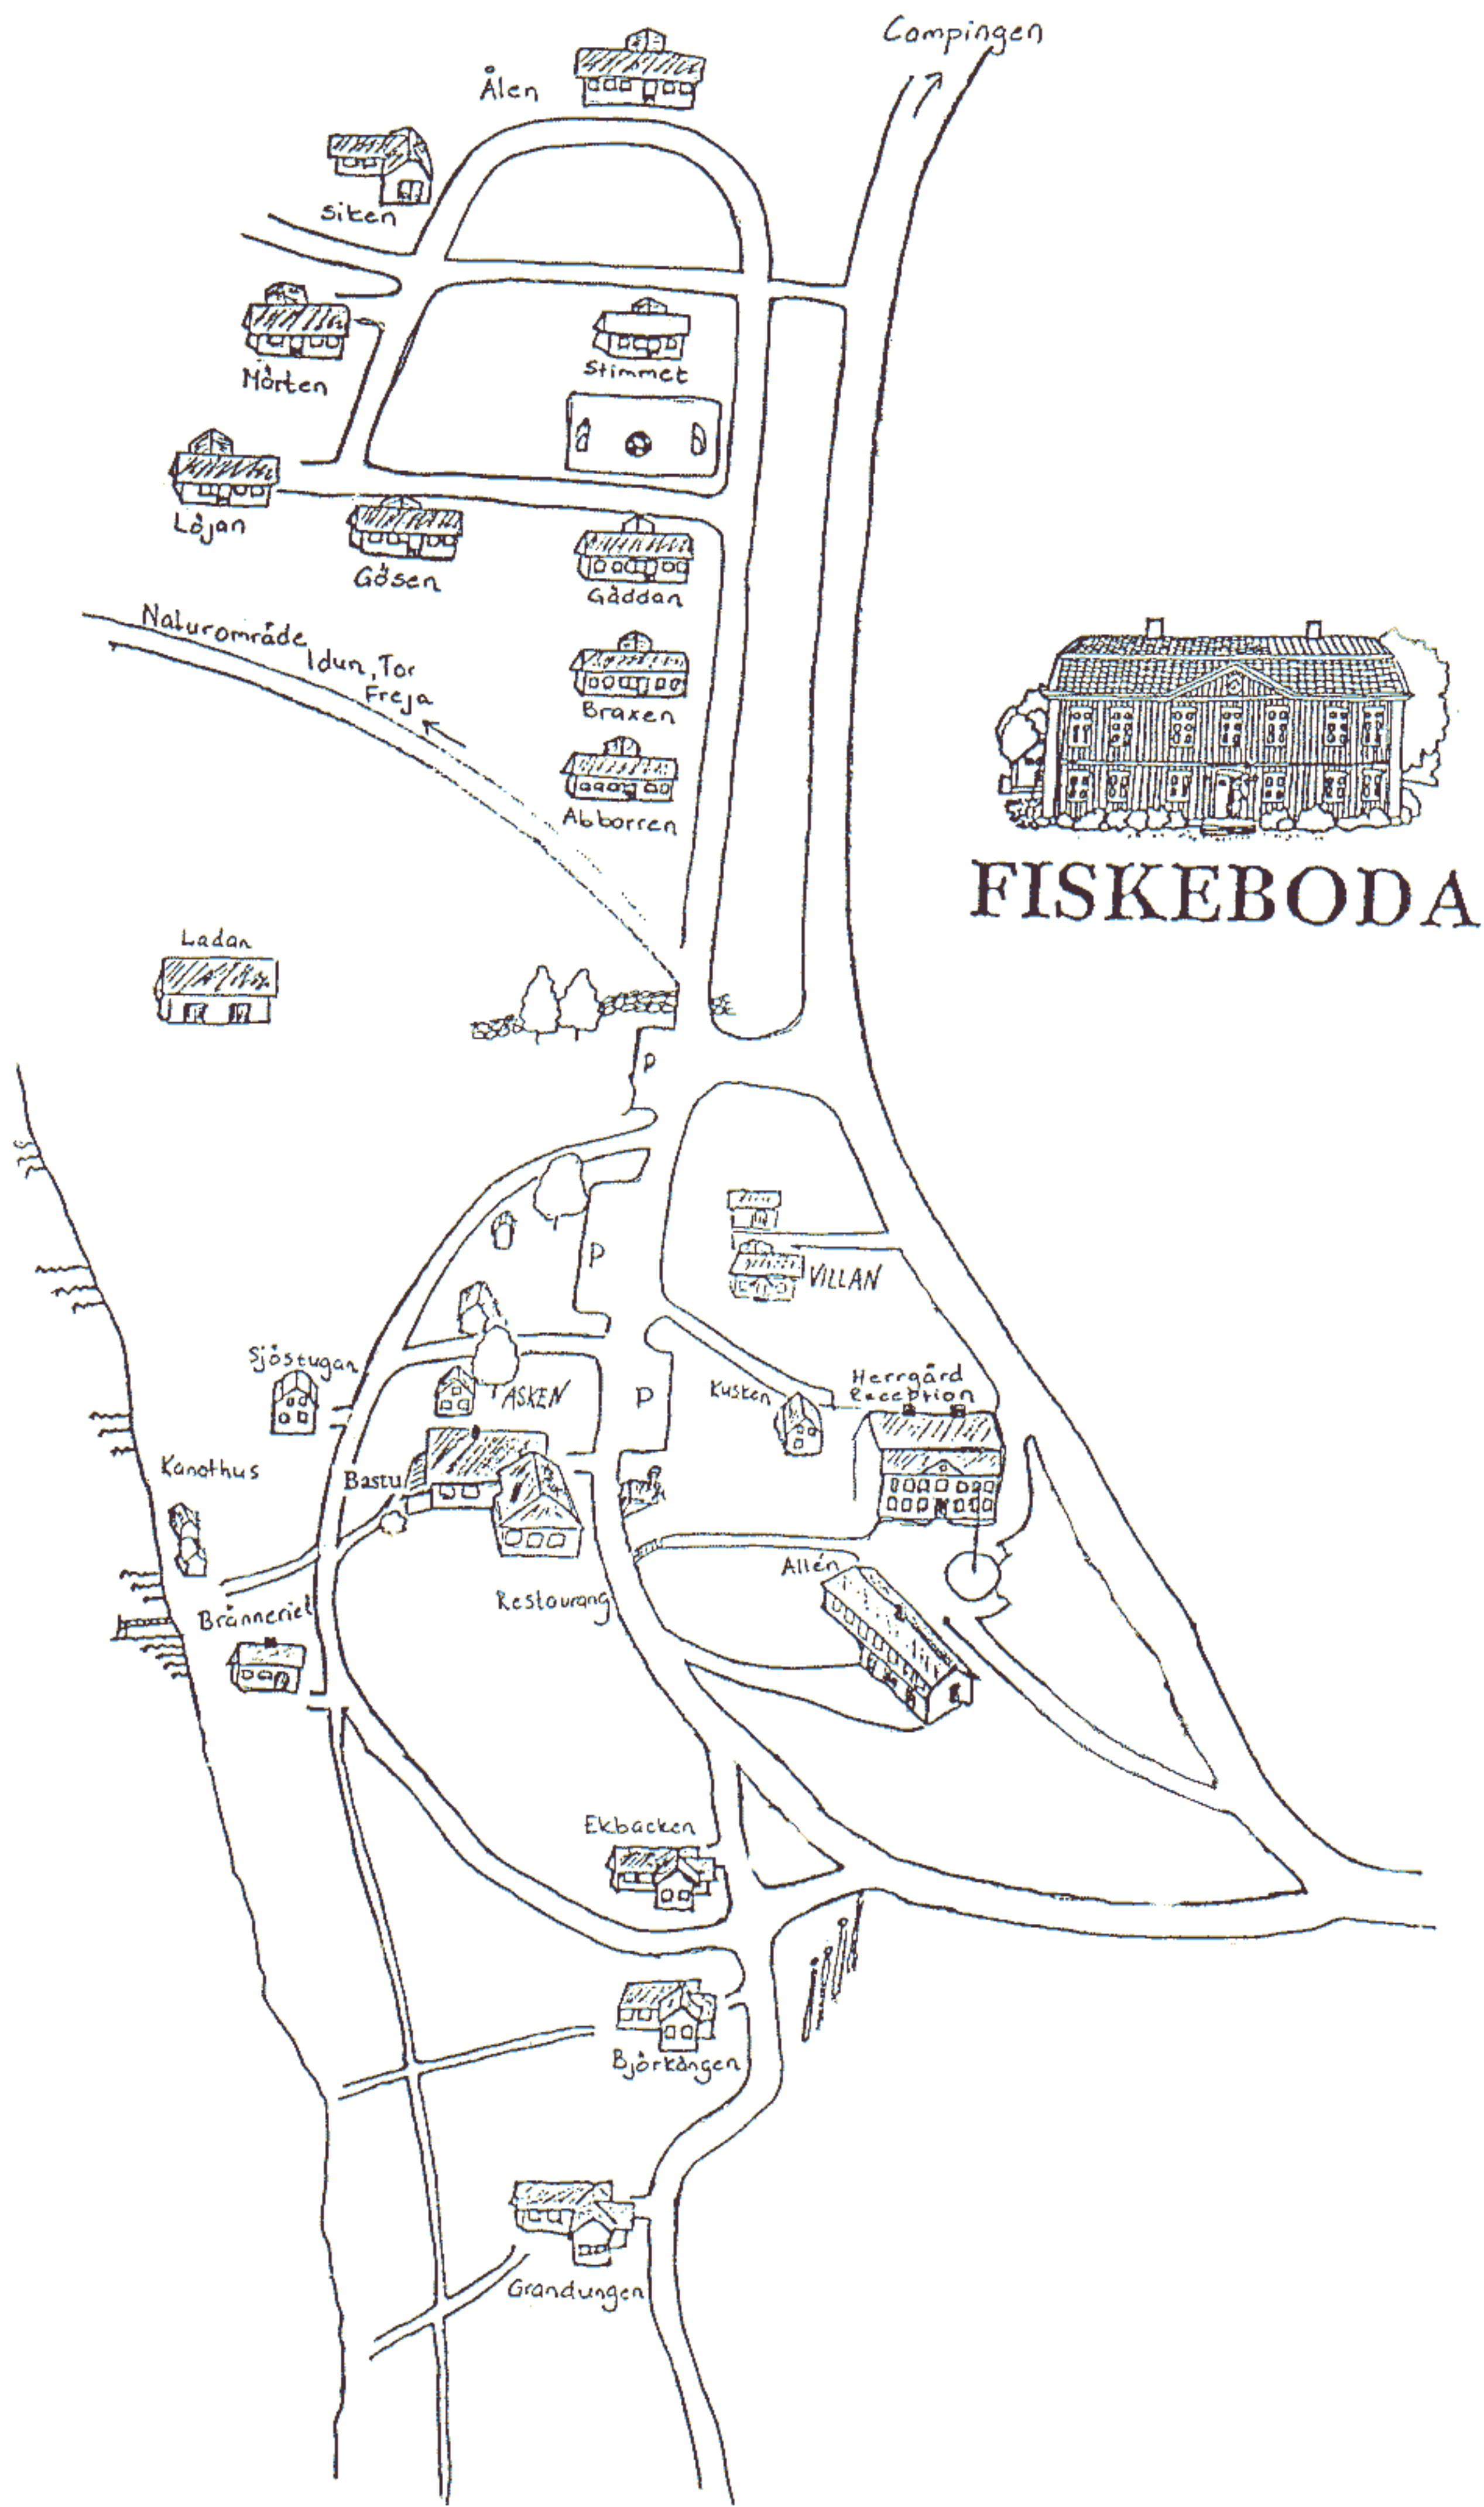 Campingen
Ålen
Siken
Mörten
Stimmet
Löjan
Gösen
Gäddan
Naturområde
Idun, Tor
Freja
Braxen
Abborren
FISKEBODA
Ladan
P
P
VILLAN
Sjöstugan
ASKEN
P
Kusken
Herrgård
Reception
Kanothus
Bastu
Allén
Restaurang
Bränneriet
Ekbacken
Björkängen
Grandungen